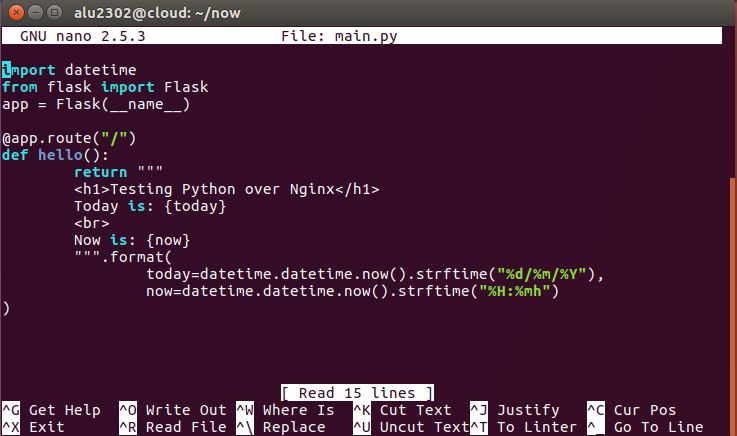 alu2302@cloud: ~/now
GNU nano 2.5.3 File: main.py
import datetime
from flask import Flask
app = Flask(__name__)
@app.route("/")
def hello():
return """
<h1>Testing Python over Nginx</h1>
Today is: {today}
<br>
Now is: {now}
""".format(
today=datetime.datetime.now().strftime("%d/%m/%Y"),
now=datetime.datetime.now().strftime("%H:%mh")
)
[ Read 15 lines ]
^G Get Help ^O Write Out ^W Where Is ^K Cut Text ^J Justify ^C Cur Pos
^X Exit ^R Read File ^\ Replace ^U Uncut Text ^T To Linter ^_ Go To Line